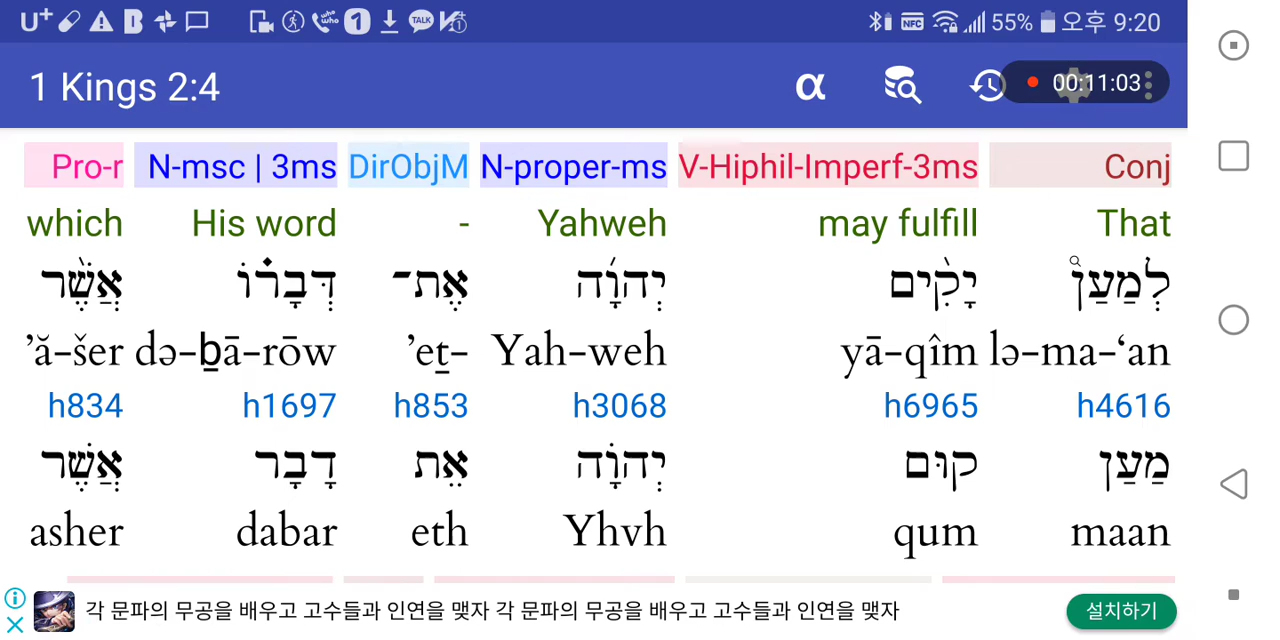 U+ 1 TALK NFC 55% 오후 9:20
1 Kings 2:4 α 00:11:03
Pro-r N-msc | 3ms DirObjM N-proper-ms V-Hiphil-Imperf-3ms Conj
which His word - Yahweh may fulfill That
לְמַעַן֩ יָקִ֨ים יְהוָ֜ה אֶת־ דְּבָר֗וֹ אֲשֶׁ֨ר
’ă-šer də-ḇā-rōw ’eṯ- Yah-weh yā-qîm lə-ma-‘an
h834 h1697 h853 h3068 h6965 h4616
מַעַן קוּם יְהֹוָה אֵת דָבָר אֲשֶׁר
asher dabar eth Yhvh qum maan
각 문파의 무공을 배우고 고수들과 인연을 맺자 각 문파의 무공을 배우고 고수들과 인연을 맺자 설치하기